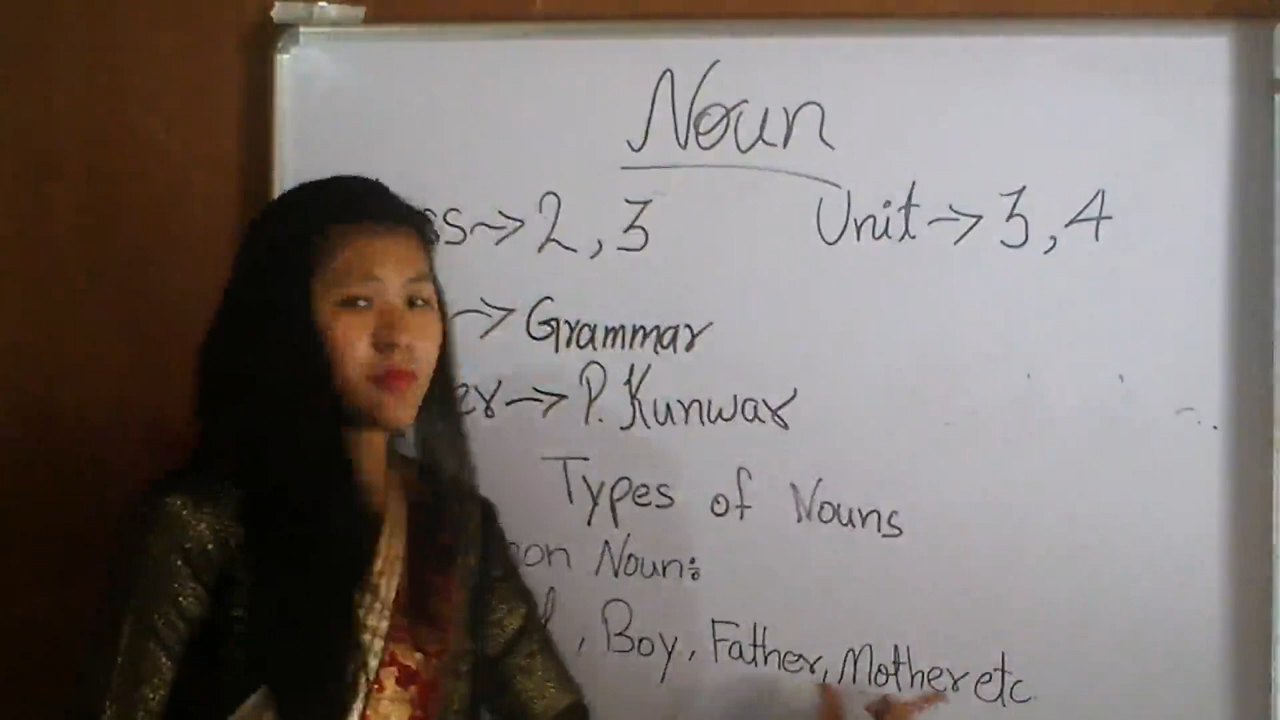 Noun
ss → 2, 3 Unit → 3, 4
→ Grammar
er → P. Kunwar
Types of Nouns
on Noun:
, Boy, Father, Mother etc